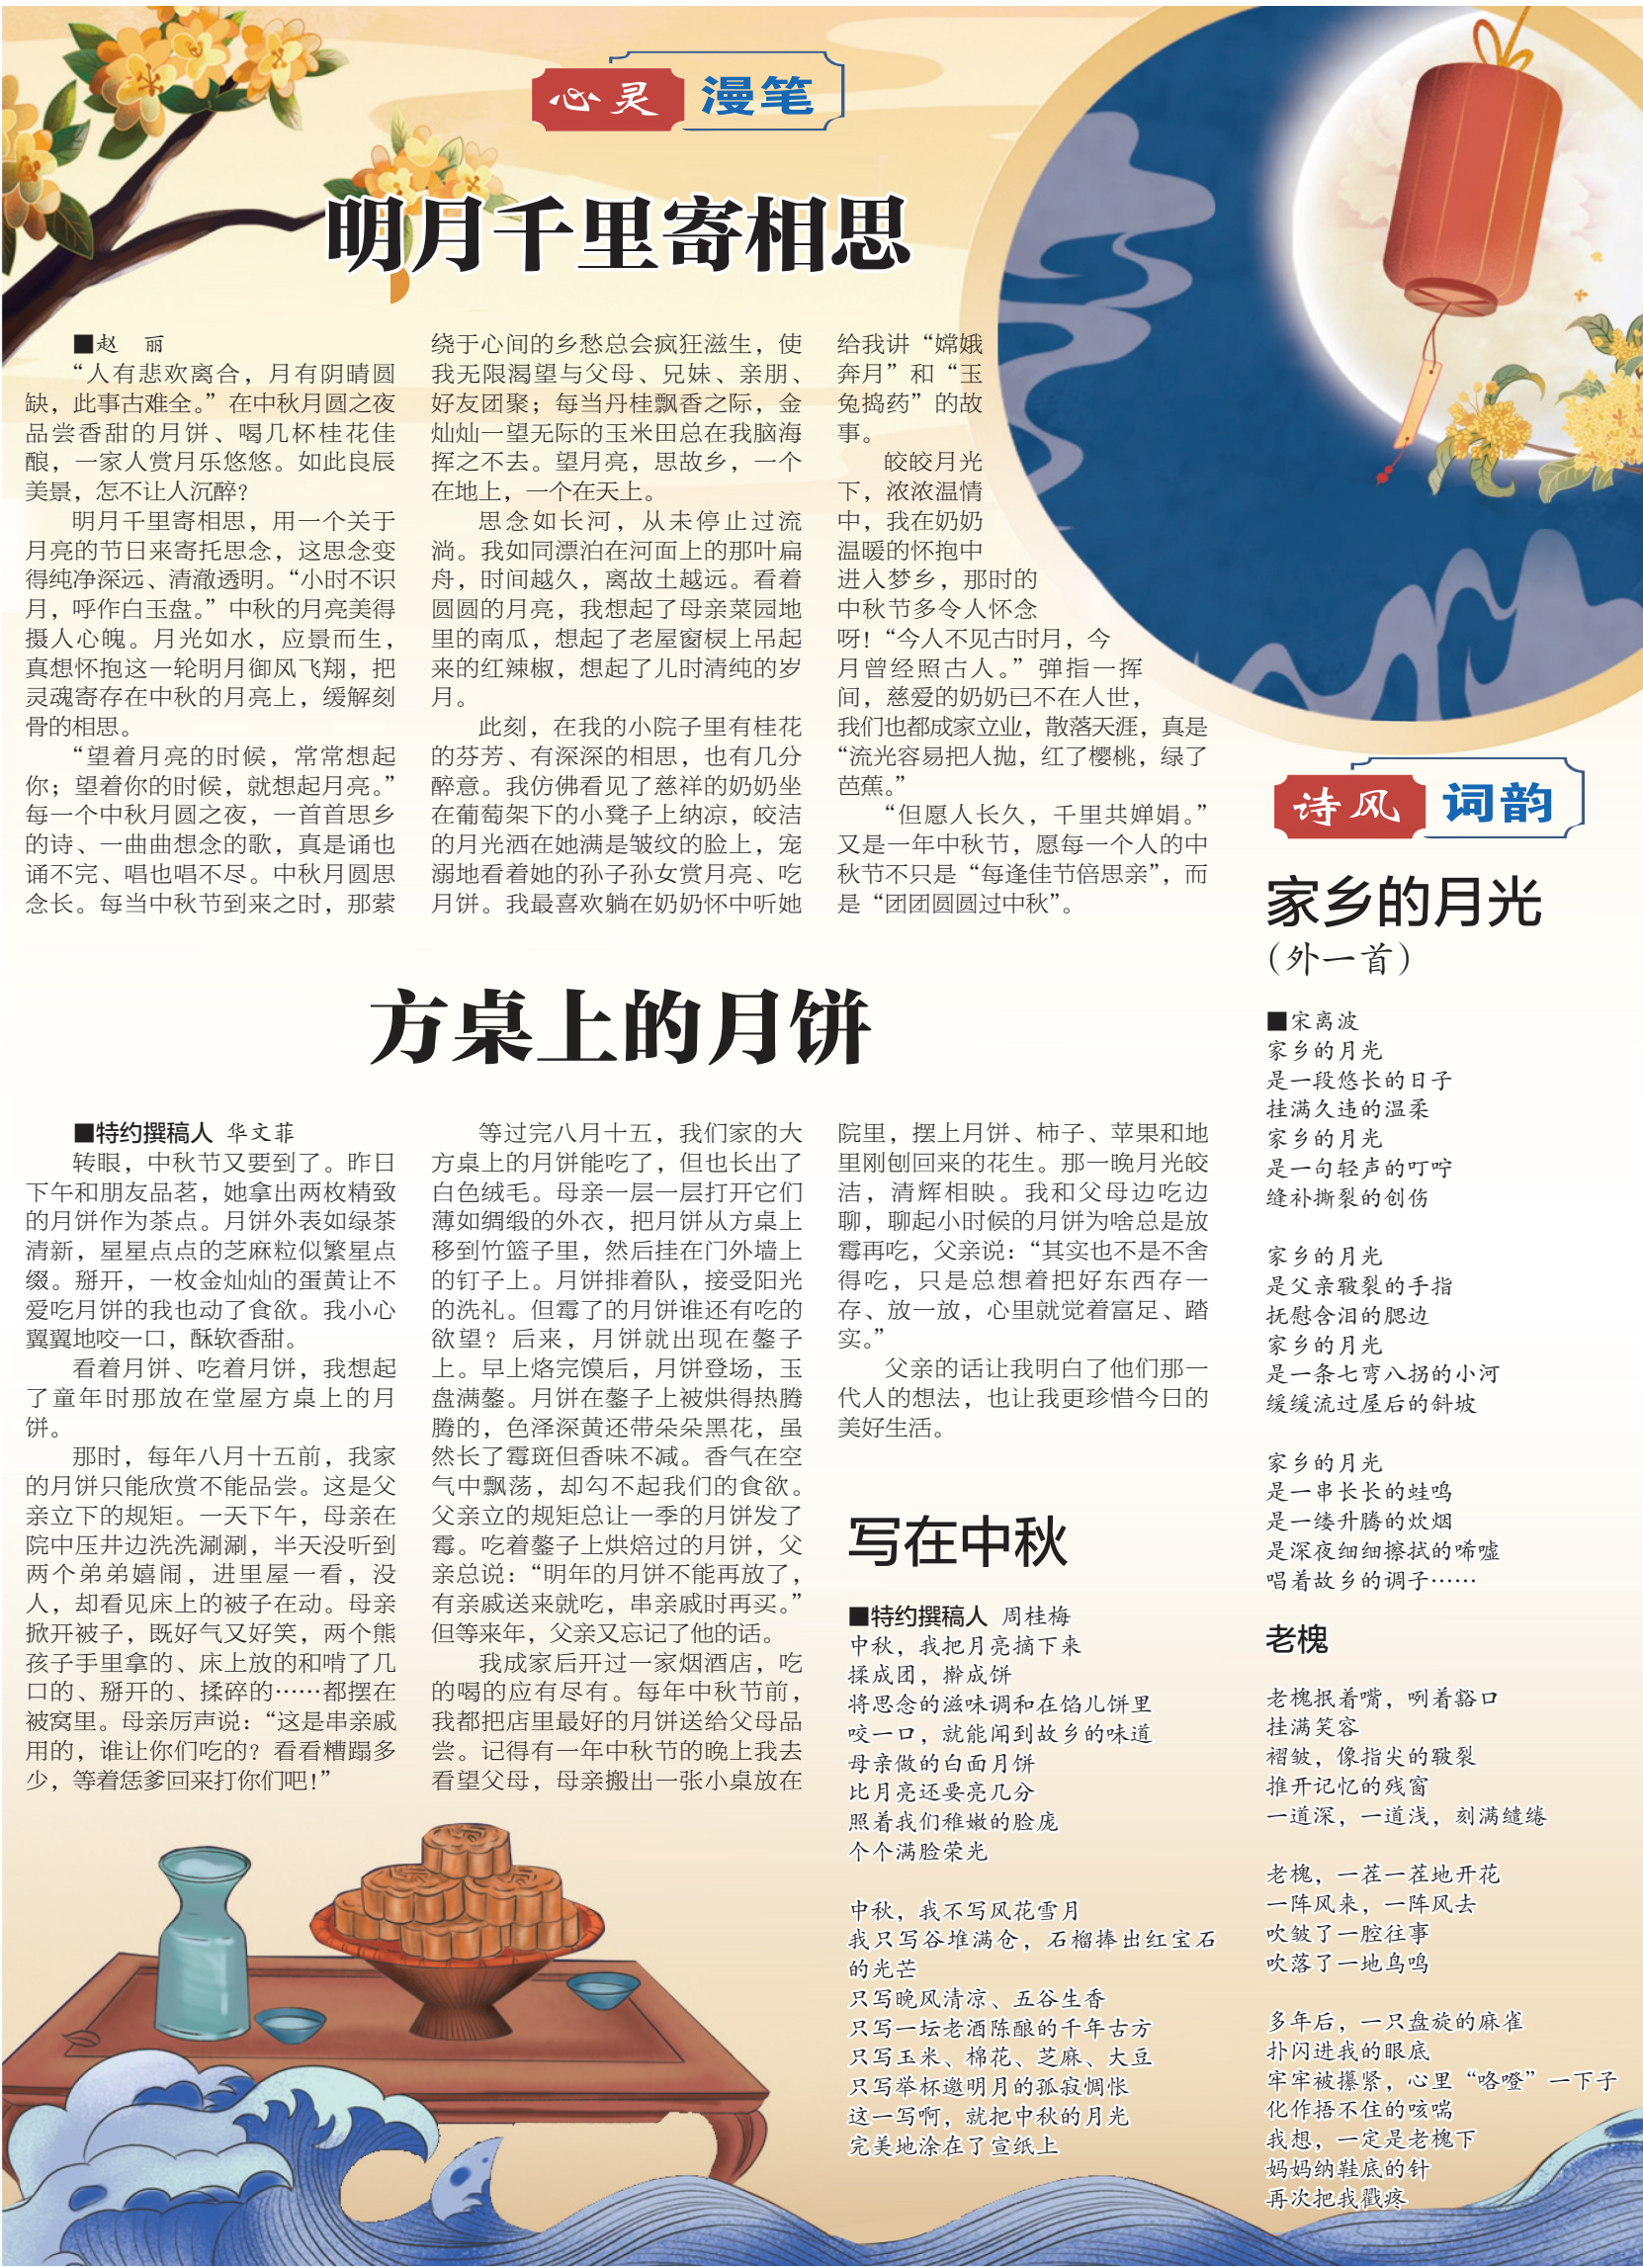 心灵 漫笔
明月千里寄相思
■赵　丽
“人有悲欢离合，月有阴晴圆
缺，此事古难全。”在中秋月圆之夜
品尝香甜的月饼、喝几杯桂花佳
酿，一家人赏月乐悠悠。如此良辰
美景，怎不让人沉醉？
明月千里寄相思，用一个关于
月亮的节日来寄托思念，这思念变
得纯净深远、清澈透明。“小时不识
月，呼作白玉盘。”中秋的月亮美得
摄人心魄。月光如水，应景而生，
真想怀抱这一轮明月御风飞翔，把
灵魂寄存在中秋的月亮上，缓解刻
骨的相思。
“望着月亮的时候，常常想起
你；望着你的时候，就想起月亮。”
每一个中秋月圆之夜，一首首思乡
的诗、一曲曲想念的歌，真是诵也
诵不完、唱也唱不尽。中秋月圆思
念长。每当中秋节到来之时，那萦
绕于心间的乡愁总会疯狂滋生，使
我无限渴望与父母、兄妹、亲朋、
好友团聚；每当丹桂飘香之际，金
灿灿一望无际的玉米田总在我脑海
挥之不去。望月亮，思故乡，一个
在地上，一个在天上。
思念如长河，从未停止过流
淌。我如同漂泊在河面上的那叶扁
舟，时间越久，离故土越远。看着
圆圆的月亮，我想起了母亲菜园地
里的南瓜，想起了老屋窗棂上吊起
来的红辣椒，想起了儿时清纯的岁
月。
此刻，在我的小院子里有桂花
的芬芳、有深深的相思，也有几分
醉意。我仿佛看见了慈祥的奶奶坐
在葡萄架下的小凳子上纳凉，皎洁
的月光洒在她满是皱纹的脸上，宠
溺地看着她的孙子孙女赏月亮、吃
月饼。我最喜欢躺在奶奶怀中听她
给我讲“嫦娥
奔月”和“玉
兔捣药”的故
事。
皎皎月光
下，浓浓温情
中，我在奶奶
温暖的怀抱中
进入梦乡，那时的
中秋节多令人怀念
呀！“今人不见古时月，今
月曾经照古人。”弹指一挥
间，慈爱的奶奶已不在人世，
我们也都成家立业，散落天涯，真是
“流光容易把人抛，红了樱桃，绿了
芭蕉。”
“但愿人长久，千里共婵娟。”
又是一年中秋节，愿每一个人的中
秋节不只是“每逢佳节倍思亲”，而
是“团团圆圆过中秋”。
方桌上的月饼
■特约撰稿人 华文菲
转眼，中秋节又要到了。昨日
下午和朋友品茗，她拿出两枚精致
的月饼作为茶点。月饼外表如绿茶
清新，星星点点的芝麻粒似繁星点
缀。掰开，一枚金灿灿的蛋黄让不
爱吃月饼的我也动了食欲。我小心
翼翼地咬一口，酥软香甜。
看着月饼、吃着月饼，我想起
了童年时那放在堂屋方桌上的月
饼。
那时，每年八月十五前，我家
的月饼只能欣赏不能品尝。这是父
亲立下的规矩。一天下午，母亲在
院中压井边洗洗涮涮，半天没听到
两个弟弟嬉闹，进里屋一看，没
人，却看见床上的被子在动。母亲
掀开被子，既好气又好笑，两个熊
孩子手里拿的、床上放的和啃了几
口的、掰开的、揉碎的……都摆在
被窝里。母亲厉声说：“这是串亲戚
用的，谁让你们吃的？看看糟蹋多
少，等着恁爹回来打你们吧！”
等过完八月十五，我们家的大
方桌上的月饼能吃了，但也长出了
白色绒毛。母亲一层一层打开它们
薄如绸缎的外衣，把月饼从方桌上
移到竹篮子里，然后挂在门外墙上
的钉子上。月饼排着队，接受阳光
的洗礼。但霉了的月饼谁还有吃的
欲望？后来，月饼就出现在鏊子
上。早上烙完馍后，月饼登场，玉
盘满鏊。月饼在鏊子上被烘得热腾
腾的，色泽深黄还带朵朵黑花，虽
然长了霉斑但香味不减。香气在空
气中飘荡，却勾不起我们的食欲。
父亲立的规矩总让一季的月饼发了
霉。吃着鏊子上烘焙过的月饼，父
亲总说：“明年的月饼不能再放了，
有亲戚送来就吃，串亲戚时再买。”
但等来年，父亲又忘记了他的话。
我成家后开过一家烟酒店，吃
的喝的应有尽有。每年中秋节前，
我都把店里最好的月饼送给父母品
尝。记得有一年中秋节的晚上我去
看望父母，母亲搬出一张小桌放在
院里，摆上月饼、柿子、苹果和地
里刚刨回来的花生。那一晚月光皎
洁，清辉相映。我和父母边吃边
聊，聊起小时候的月饼为啥总是放
霉再吃，父亲说：“其实也不是不舍
得吃，只是总想着把好东西存一
存、放一放，心里就觉着富足、踏
实。”
父亲的话让我明白了他们那一
代人的想法，也让我更珍惜今日的
美好生活。
写在中秋
■特约撰稿人 周桂梅
中秋，我把月亮摘下来
揉成团，擀成饼
将思念的滋味调和在馅儿饼里
咬一口，就能闻到故乡的味道
母亲做的白面月饼
比月亮还要亮几分
照着我们稚嫩的脸庞
个个满脸荣光
中秋，我不写风花雪月
我只写谷堆满仓，石榴捧出红宝石
的光芒
只写晚风清凉、五谷生香
只写一坛老酒陈酿的千年古方
只写玉米、棉花、芝麻、大豆
只写举杯邀明月的孤寂惆怅
这一写啊，就把中秋的月光
完美地涂在了宣纸上
诗风 词韵
家乡的月光
（外一首）
■宋离波
家乡的月光
是一段悠长的日子
挂满久违的温柔
家乡的月光
是一句轻声的叮咛
缝补撕裂的创伤
家乡的月光
是父亲皲裂的手指
抚慰含泪的腮边
家乡的月光
是一条七弯八拐的小河
缓缓流过屋后的斜坡
家乡的月光
是一串长长的蛙鸣
是一缕升腾的炊烟
是深夜细细擦拭的唏嘘
唱着故乡的调子……
老槐
老槐抿着嘴，咧着豁口
挂满笑容
褶皱，像指尖的皲裂
推开记忆的残窗
一道深，一道浅，刻满缱绻
老槐，一茬一茬地开花
一阵风来，一阵风去
吹皱了一腔往事
吹落了一地鸟鸣
多年后，一只盘旋的麻雀
扑闪进我的眼底
牢牢被攥紧，心里“咯噔”一下子
化作捂不住的咳喘
我想，一定是老槐下
妈妈纳鞋底的针
再次把我戳疼